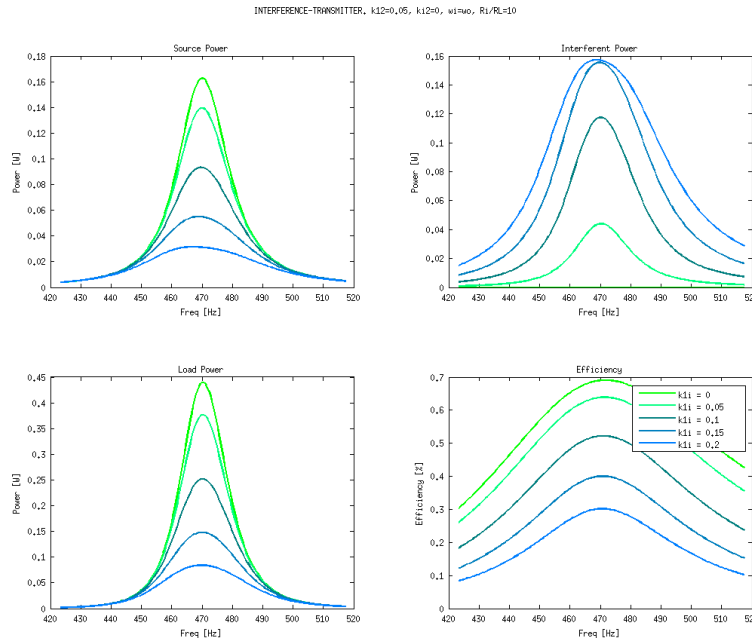 INTERFERENCE-TRANSMITTER. k12=0.05, ki2=0, wi=wo, Ri/RL=10
Source Power
0.18
0.16
0.14
0.12
0.1
0.08
0.06
0.04
0.02
0
Power [W]
420 430 440 450 460 470 480 490 500 510 520
Freq [Hz]
Interferent Power
0.16
0.14
0.12
0.1
0.08
0.06
0.04
0.02
0
Power [W]
420 430 440 450 460 470 480 490 500 510 520
Freq [Hz]
Load Power
0.45
0.4
0.35
0.3
0.25
0.2
0.15
0.1
0.05
0
Power [W]
420 430 440 450 460 470 480 490 500 510 520
Freq [Hz]
Efficiency
0.7
0.6
0.5
0.4
0.3
0.2
0.1
0
Efficiency [%]
k1i = 0
k1i = 0.05
k1i = 0.1
k1i = 0.15
k1i = 0.2
420 430 440 450 460 470 480 490 500 510 520
Freq [Hz]